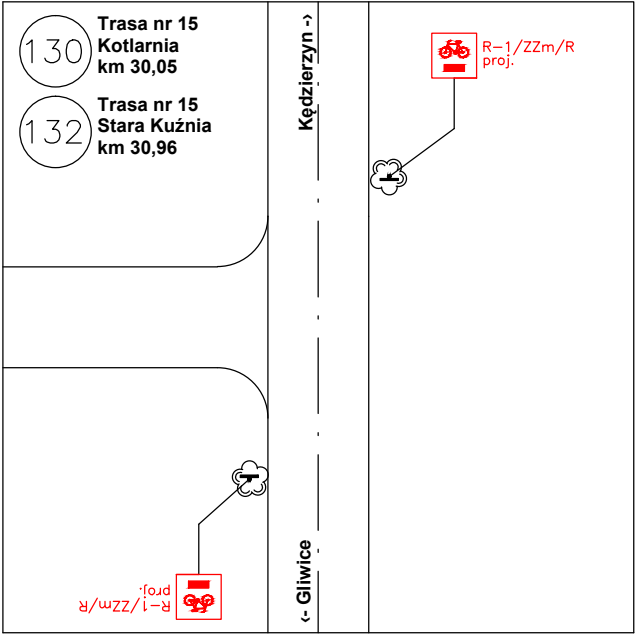 130
Trasa nr 15
Kotlarnia
km 30,05
132
Trasa nr 15
Stara Kuźnia
km 30,96
Kędzierzyn ->
R-1/ZZm/R
proj.
<- Gliwice
R-1/ZZm/R
proj.